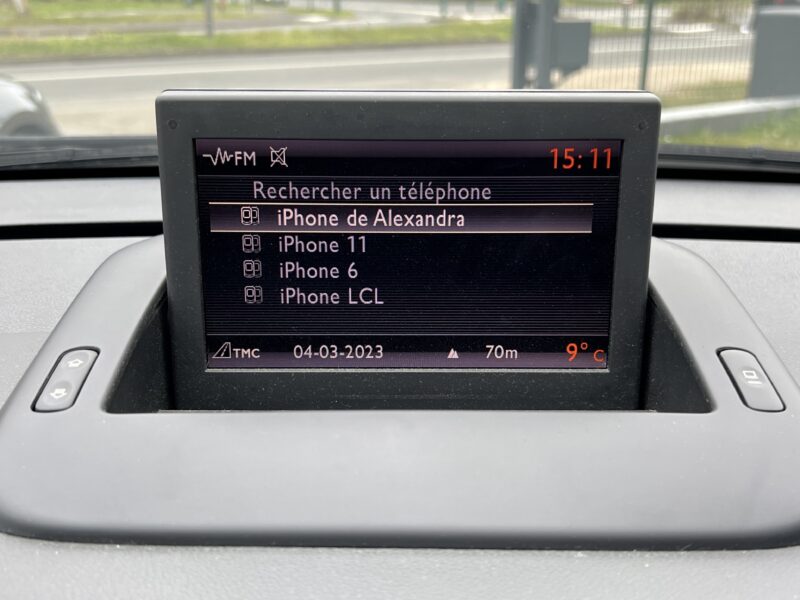 FM 15:11
Rechercher un téléphone
iPhone de Alexandra
iPhone 11
iPhone 6
iPhone LCL
TMC 04-03-2023 70m 9° C